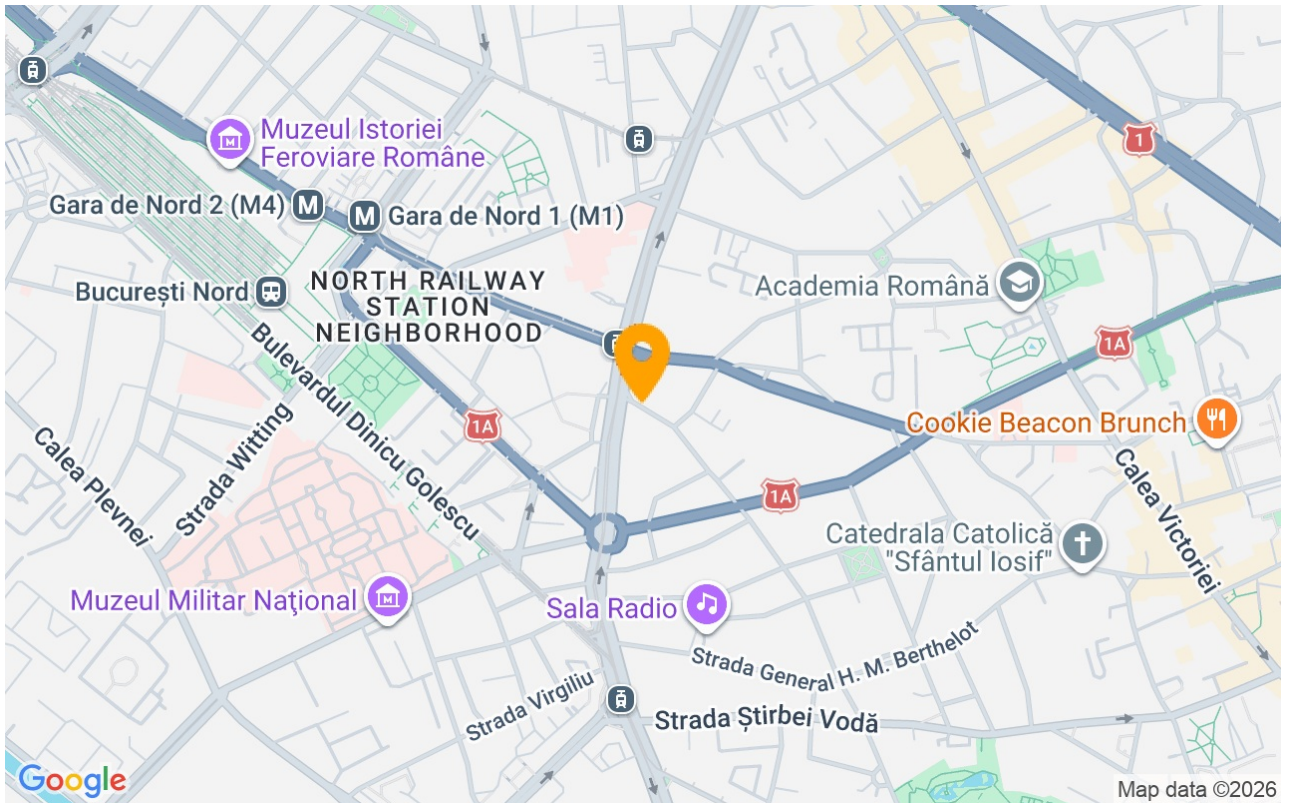 1
Muzeul Istoriei
Feroviare Române
Gara de Nord 2 (M4)
M
M
Gara de Nord 1 (M1)
București Nord
NORTH RAILWAY
STATION
NEIGHBORHOOD
Academia Română
1A
Bulevardul Dinicu Golescu
1A
Cookie Beacon Brunch
Strada Witting
Calea Plevnei
Calea Victoriei
1A
Catedrala Catolică
"Sfântul Iosif"
Muzeul Militar Naţional
Sala Radio
Strada General H. M. Berthelot
Strada Virgiliu
Strada Știrbei Vodă
Google
Map data ©2026